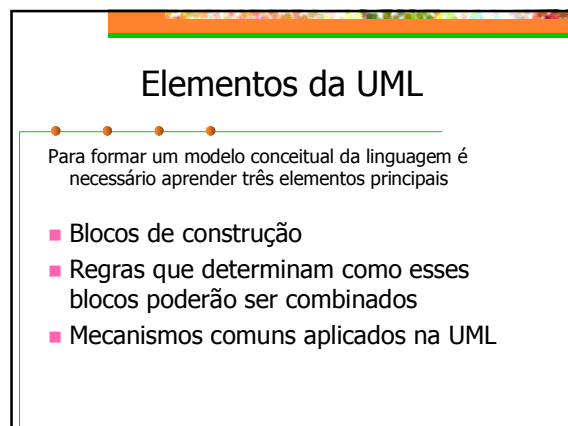 Elementos da UML
Para formar um modelo conceitual da linguagem é
necessário aprender três elementos principais
Blocos de construção
Regras que determinam como esses
blocos poderão ser combinados
Mecanismos comuns aplicados na UML